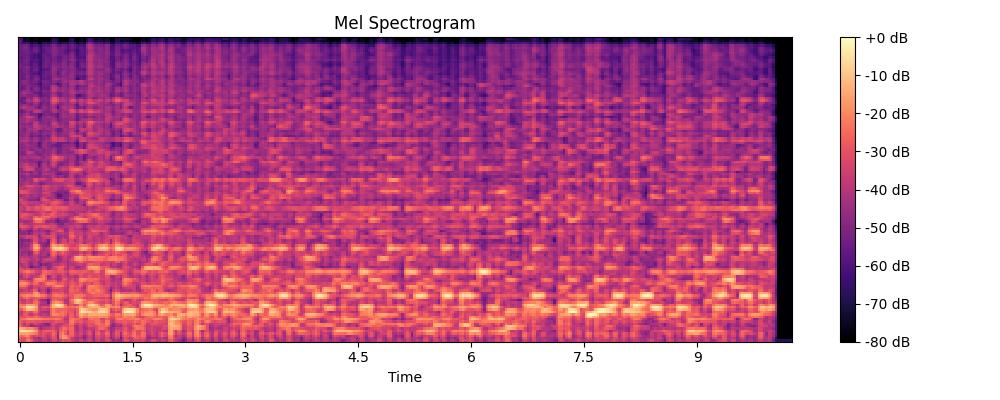 Mel Spectrogram
+0 dB
-10 dB
-20 dB
-30 dB
-40 dB
-50 dB
-60 dB
-70 dB
-80 dB
0 1.5 3 4.5 6 7.5 9
Time